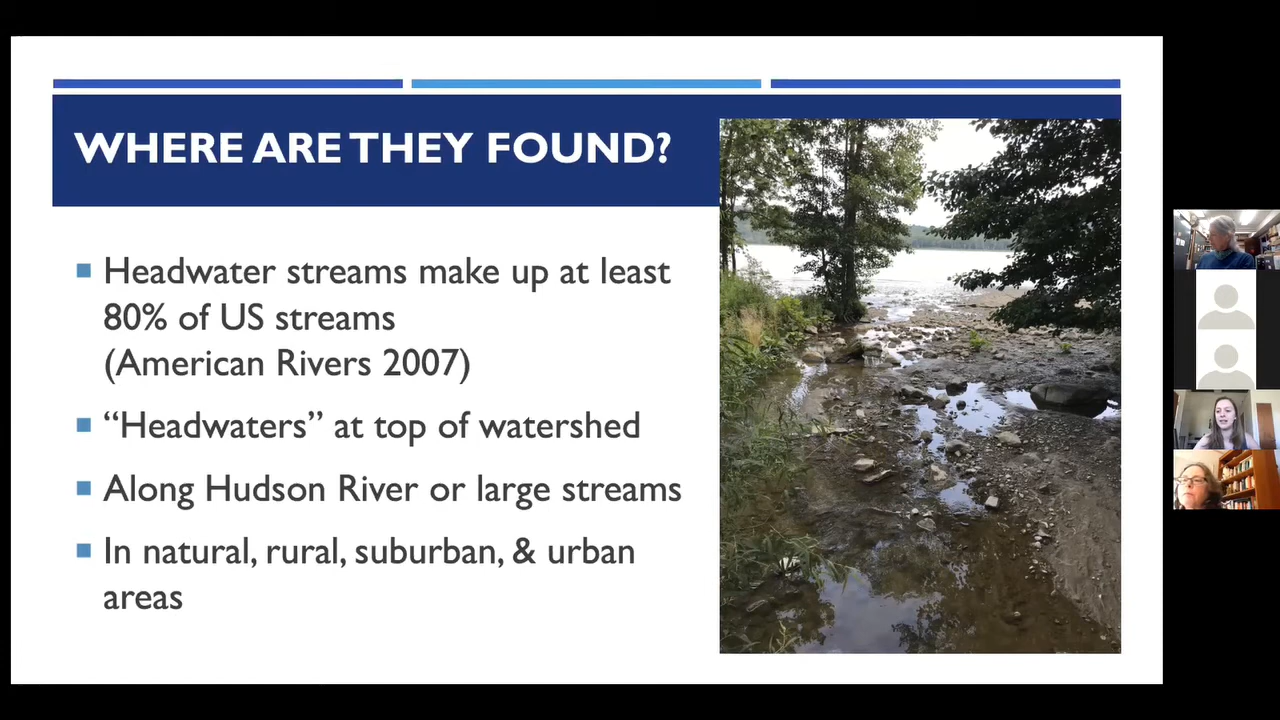 WHERE ARE THEY FOUND?
Headwater streams make up at least
80% of US streams
(American Rivers 2007)
“Headwaters” at top of watershed
Along Hudson River or large streams
In natural, rural, suburban, & urban
areas